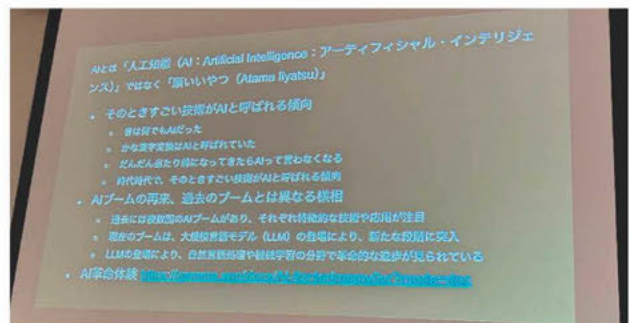 AIとは「人工知能（AI：Artificial Intelligence：アーティフィシャル・インテリジェ
ンス）」ではなく「頭いいやつ（Atama Iiyatsu）」
• そのときすごい技術がAIと呼ばれる傾向
• 昔は何でもAIだった
• かな漢字変換はAIと呼ばれていた
• だんだん当たり前になってきたらAIって言わなくなる
• 時代時代で、そのときすごい技術がAIと呼ばれる傾向
• AIブームの再来、過去のブームとは異なる様相
• 過去には複数回のAIブームがあり、それぞれ特徴的な技術や応用が注目
• 現在のブームは、大規模言語モデル（LLM）の登場により、新たな段階に突入
• LLMの登場により、自然言語処理や機械学習の分野で革命的な進歩が見られている
• AI革命体験